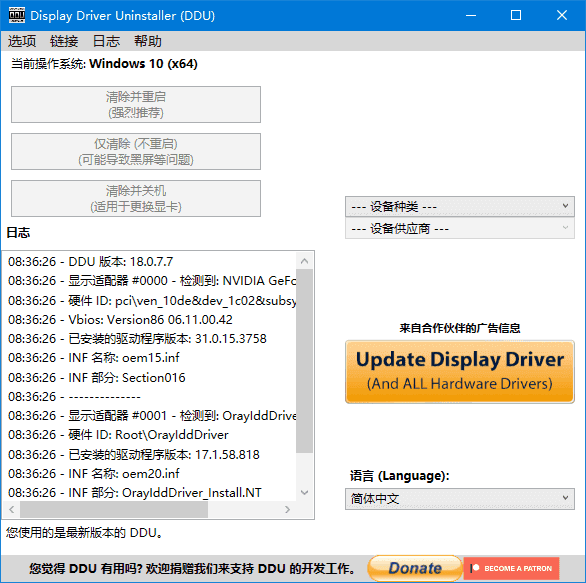 Display Driver Uninstaller (DDU)
选项 链接 日志 帮助
当前操作系统: Windows 10 (x64)
清除并重启
(强烈推荐)
仅清除 (不重启)
(可能导致黑屏等问题)
清除并关机
(适用于更换显卡)
--- 设备种类 ---
--- 设备供应商 ---
日志
08:36:26 - DDU 版本: 18.0.7.7
08:36:26 - 显示适配器 #0000 - 检测到: NVIDIA GeFo
08:36:26 - 硬件 ID: pci\ven_10de&dev_1c02&subsy
08:36:26 - Vbios: Version86 06.11.00.42
08:36:26 - 已安装的驱动程序版本: 31.0.15.3758
08:36:26 - INF 名称: oem15.inf
08:36:26 - INF 部分: Section016
08:36:26 - --------------
08:36:26 - 显示适配器 #0001 - 检测到: OrayIddDrive
08:36:26 - 硬件 ID: Root\OrayIddDriver
08:36:26 - 已安装的驱动程序版本: 17.1.58.818
08:36:26 - INF 名称: oem20.inf
08:36:26 - INF 部分: OrayIddDriver_Install.NT
来自合作伙伴的广告信息
Update Display Driver
(And ALL Hardware Drivers)
语言 (Language):
简体中文
您使用的是最新版本的 DDU。
您觉得 DDU 有用吗? 欢迎捐赠我们来支持 DDU 的开发工作。
Donate
BECOME A PATRON